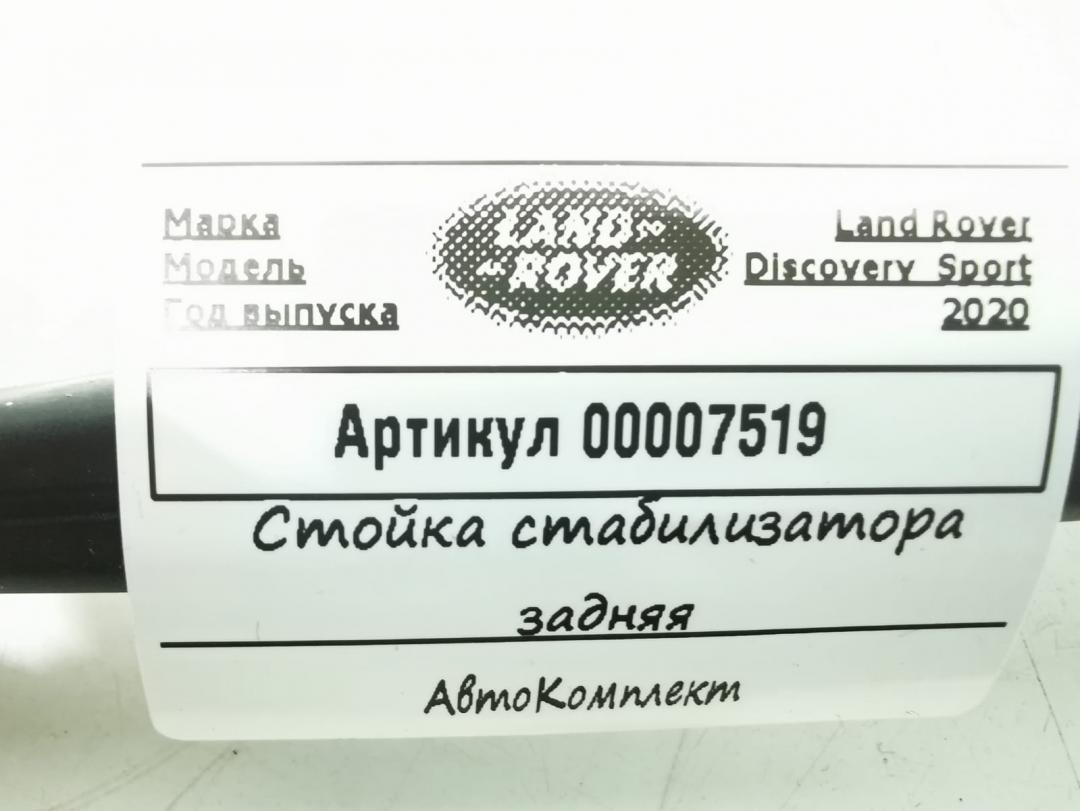 Марка LAND Land Rover
Модель ROVER Discovery Sport
Год выпуска 2020
Артикул 00007519
Стойка стабилизатора
задняя
АвтоКомплект